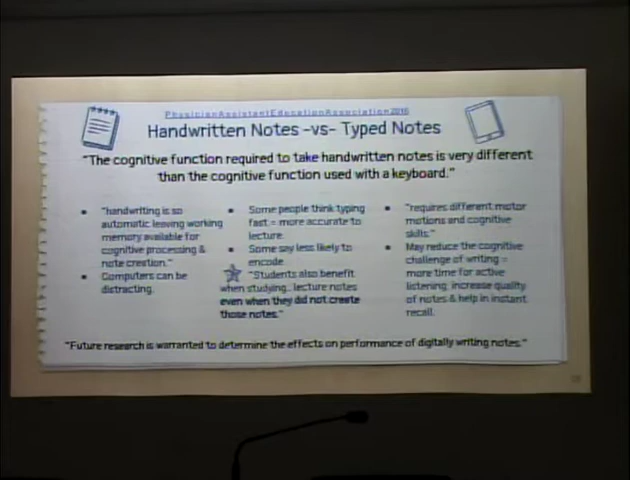 PhysicianAssistantEducationAssociation2016
Handwritten Notes -vs- Typed Notes
"The cognitive function required to take handwritten notes is very different
than the cognitive function used with a keyboard."
• "handwriting is so
automatic leaving working
memory available for
cognitive processing &
note creation."
• Computers can be
distracting.
• Some people think typing
fast = more accurate to
lecture.
• Some say less likely to
encode.
"Students also benefit
when studying...lecture notes
even when they did not create
those notes."
• "requires different motor
motions and cognitive
skills."
• May reduce the cognitive
challenge of writing =
more time for active
listening, increase quality
of notes & help in instant
recall.
"Future research is warranted to determine the effects on performance of digitally writing notes."